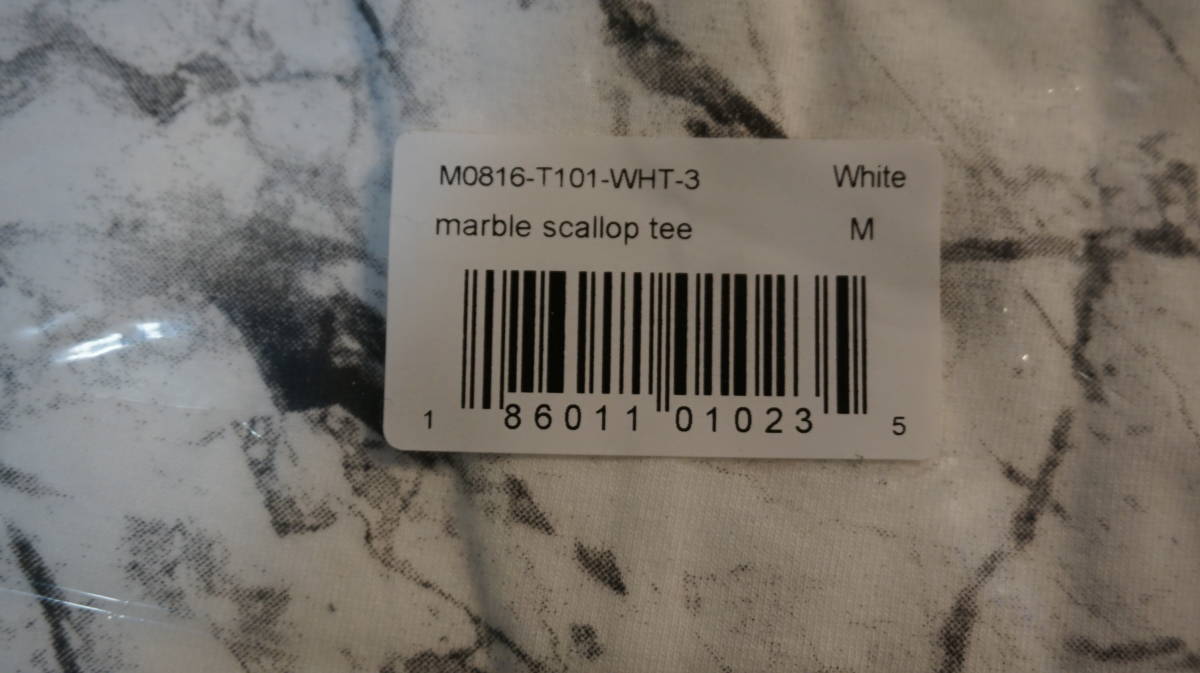 M0816-T101-WHT-3 White
marble scallop tee M
1 86011 01023 5